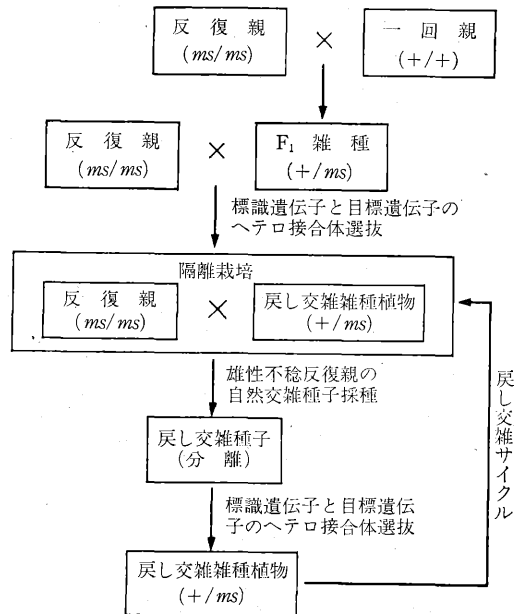 反復親
(ms/ms)
×
一回親
(+/+)
反復親
(ms/ms)
×
F₁ 雑種
(+/ms)
標識遺伝子と目標遺伝子の
ヘテロ接合体選抜
隔離栽培
反復親
(ms/ms)
×
戻し交雑雑種植物
(+/ms)
雄性不稔反復親の
自然交雑種子採種
戻し交雑種子
(分離)
標識遺伝子と目標遺伝
子のヘテロ接合体選抜
戻し交雑雑種植物
(+/ms)
戻し交雑サイクル